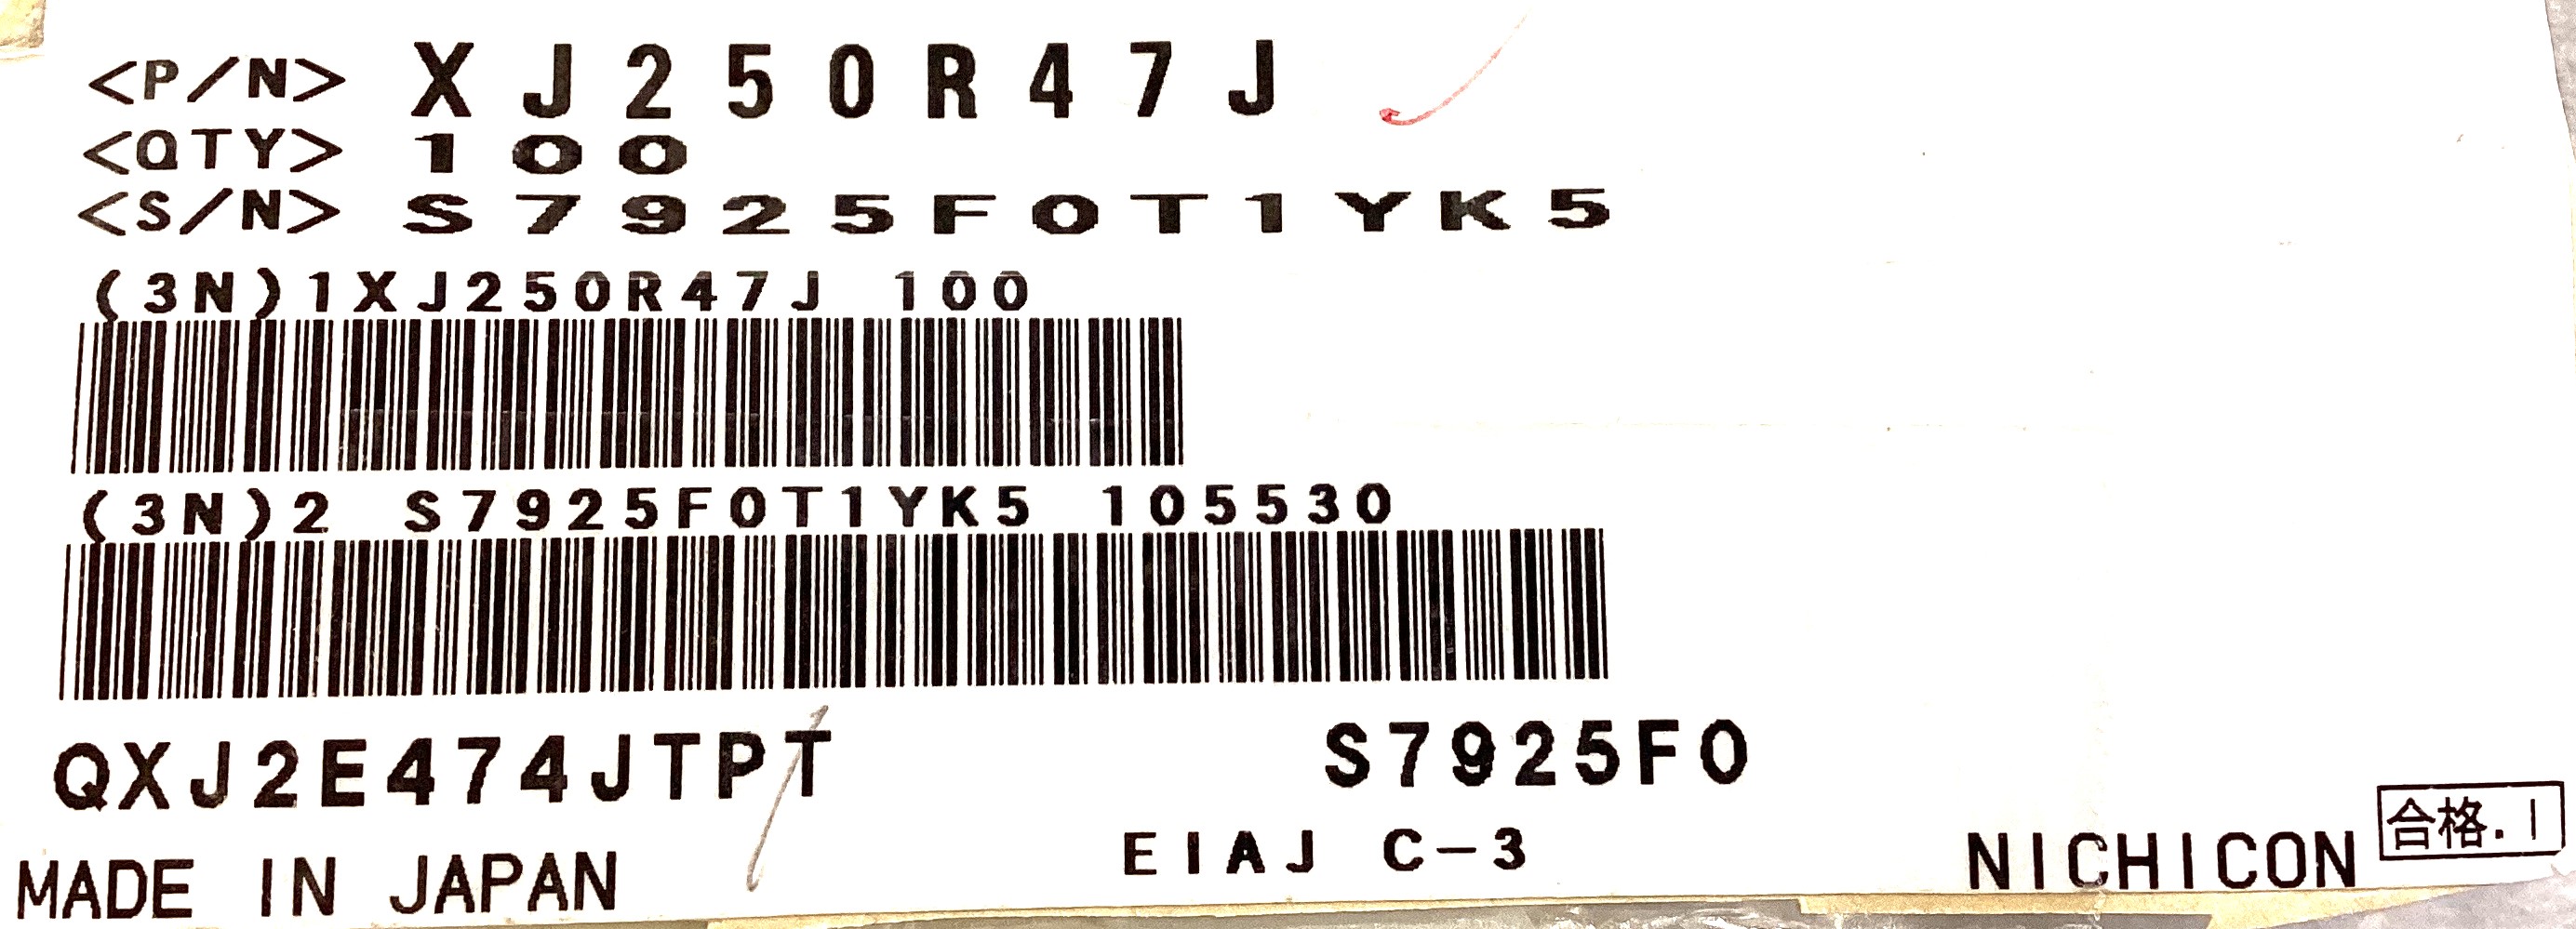 <P/N> XJ250R47J
<QTY> 100
<S/N> S7925F0T1YK5
(3N)1XJ250R47J 100
(3N)2 S7925F0T1YK5 105530
QXJ2E474JTPT S7925F0
MADE IN JAPAN EIAJ C-3 NICHICON 合格.1